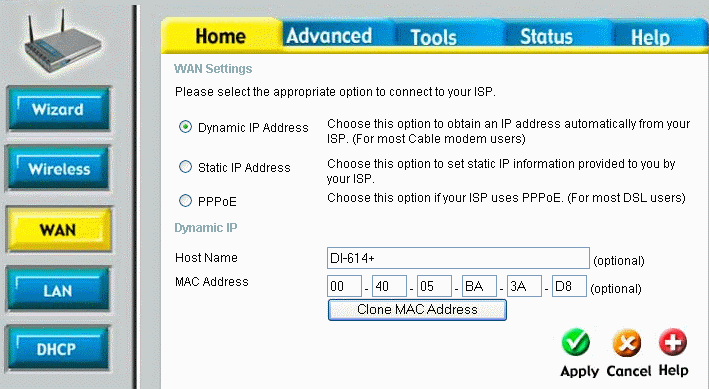 Home Advanced Tools Status Help
Wizard
Wireless
WAN
LAN
DHCP
WAN Settings
Please select the appropriate option to connect to your ISP.
Dynamic IP Address Choose this option to obtain an IP address automatically from your
ISP. (For most Cable modem users)
Static IP Address Choose this option to set static IP information provided to you by
your ISP.
PPPoE Choose this option if your ISP uses PPPoE. (For most DSL users)
Dynamic IP
Host Name DI-614+ (optional)
MAC Address 00 - 40 - 05 - BA - 3A - D8 (optional)
Clone MAC Address
Apply Cancel Help